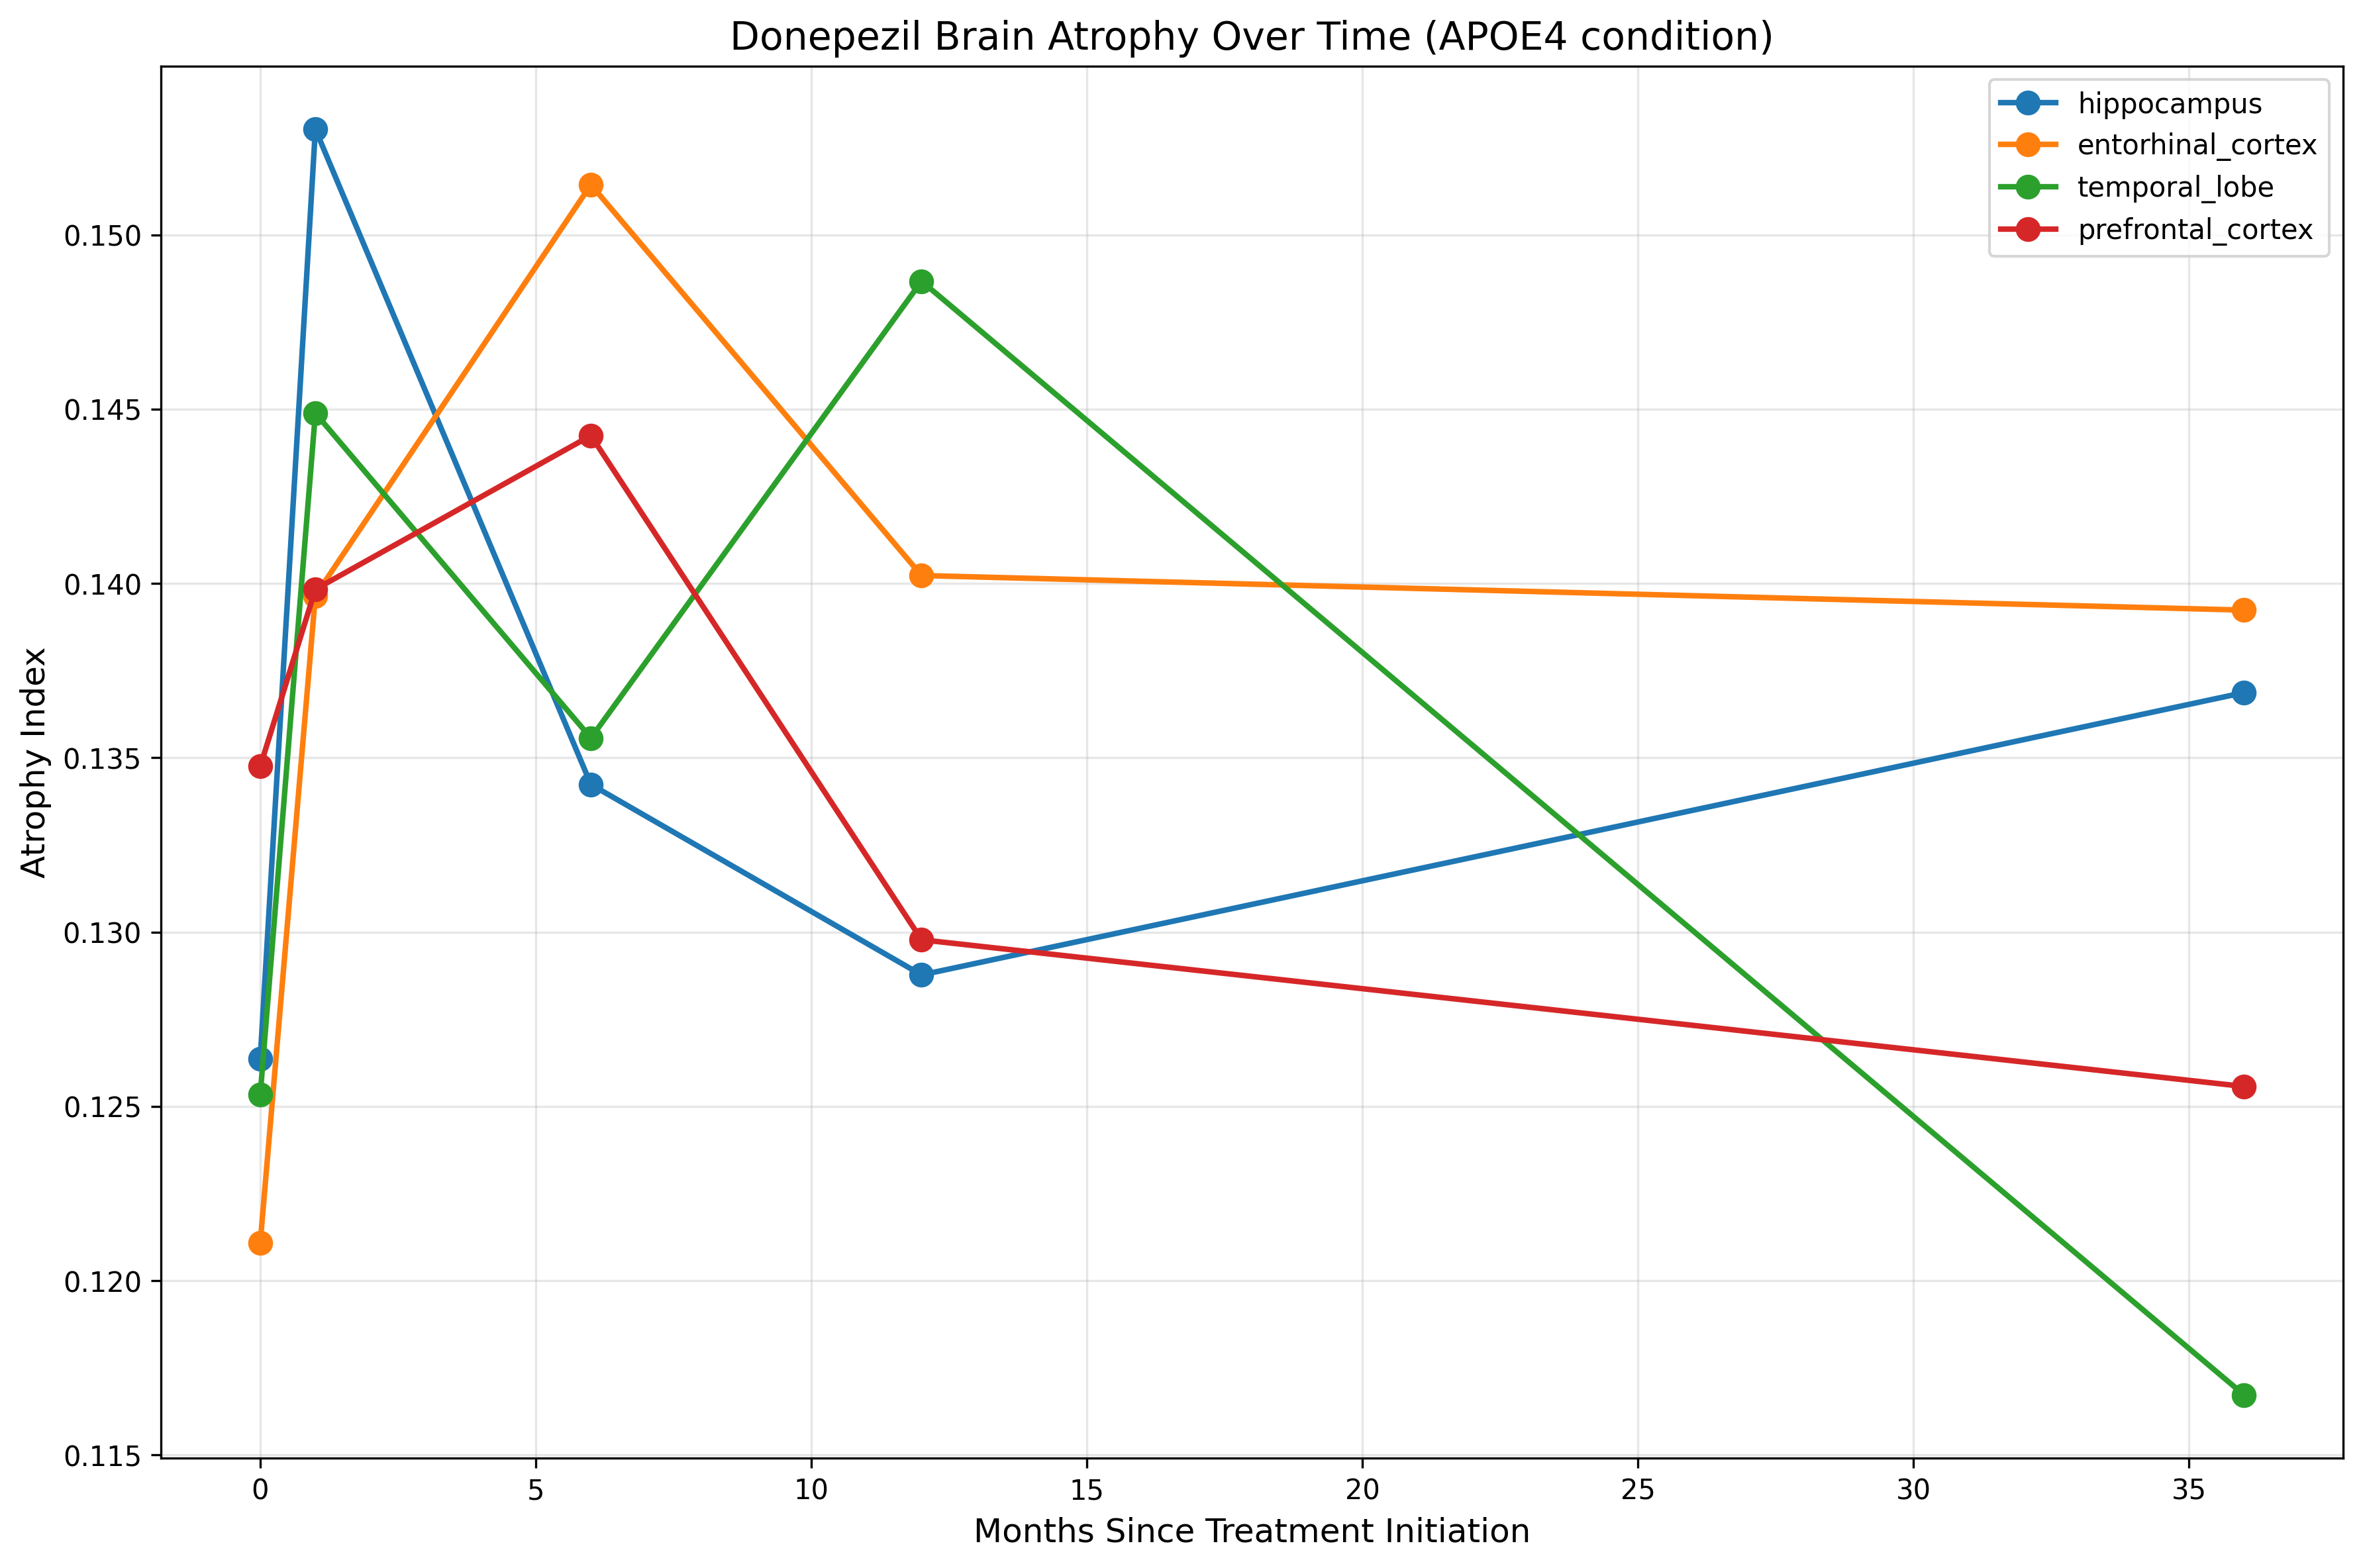 Donepezil Brain Atrophy Over Time (APOE4 condition)
hippocampus
entorhinal_cortex
temporal_lobe
prefrontal_cortex
Atrophy Index
0.150
0.145
0.140
0.135
0.130
0.125
0.120
0.115
0
5
10
15
20
25
30
35
Months Since Treatment Initiation